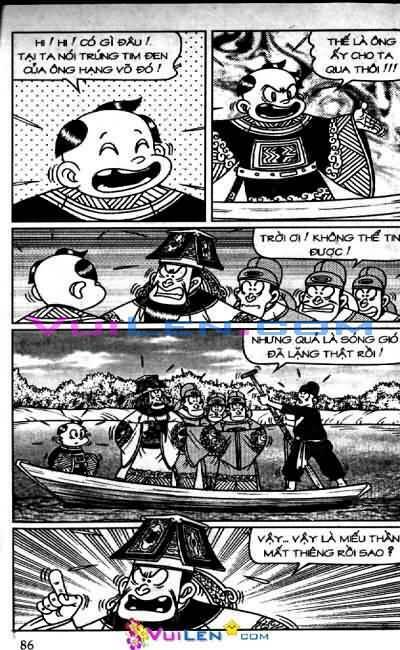 HI ! HI ! CÓ GÌ ĐÂU !
TẠI TA NÓI TRÚNG TIM ĐEN
CỦA ÔNG HẠNG VÕ ĐÓ !
THẾ LÀ ÔNG
ẤY CHO TA
QUA THÔI !!!
TRỜI ƠI ! KHÔNG THỂ TIN
ĐƯỢC !
VUILEN.COM
NHƯNG QUẢ LÀ SÓNG GIÓ
ĐÃ LẶNG THẬT RỒI !
VẬY... VẬY LÀ MIẾU THẦN
MẤT THIÊNG RỒI SAO ?
86
VUILEN.COM